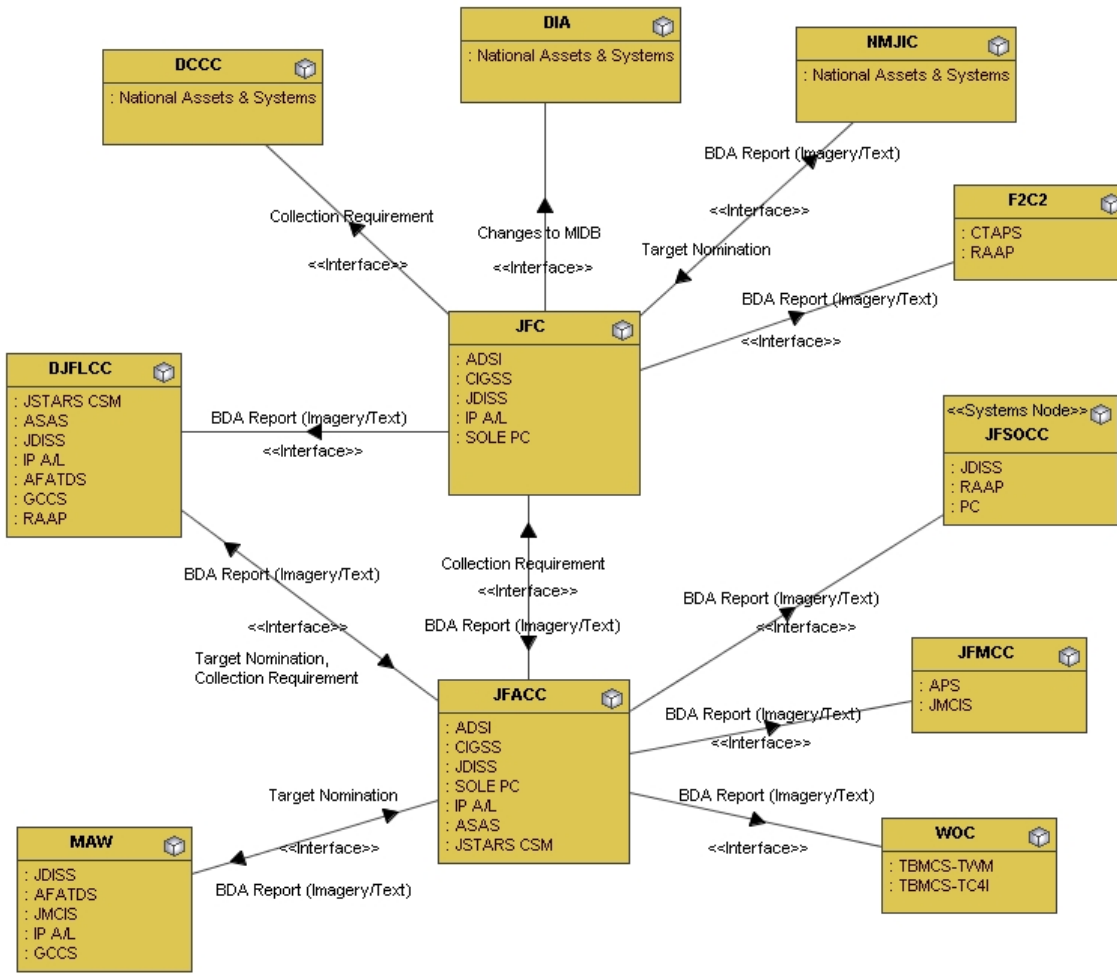 DIA
: National Assets & Systems
NMJIC
: National Assets & Systems
DCCC
: National Assets & Systems
BDA Report (Imagery/Text)
<<Interface>>
Target Nomination
Collection Requirement
<<Interface>>
Changes to MIDB
<<Interface>>
F2C2
: CTAPS
: RAAP
BDA Report (Imagery/Text)
<<Interface>>
JFC
: ADSI
: CIGSS
: JDISS
: IP A/L
: SOLE PC
DJFLCC
: JSTARS CSM
: ASAS
: JDISS
: IP A/L
: AFATDS
: GCCS
: RAAP
BDA Report (Imagery/Text)
<<Interface>>
<<Systems Node>>
JFSOCC
: JDISS
: RAAP
: PC
Collection Requirement
<<Interface>>
BDA Report (Imagery/Text)
BDA Report (Imagery/Text)
<<Interface>>
Target Nomination,
Collection Requirement
BDA Report (Imagery/Text)
<<Interface>>
JFMCC
: APS
: JMCIS
JFACC
: ADSI
: CIGSS
: JDISS
: SOLE PC
: IP A/L
: ASAS
: JSTARS CSM
BDA Report (Imagery/Text)
<<Interface>>
Target Nomination
<<Interface>>
BDA Report (Imagery/Text)
BDA Report (Imagery/Text)
<<Interface>>
MAW
: JDISS
: AFATDS
: JMCIS
: IP A/L
: GCCS
WOC
: TBMCS-TWM
: TBMCS-TC4I